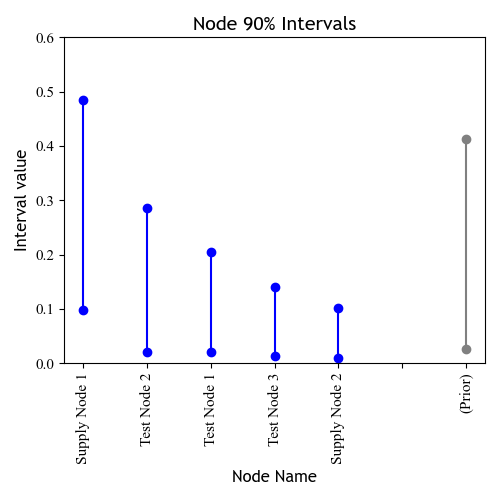 Node 90% Intervals
Interval value
0.6
0.5
0.4
0.3
0.2
0.1
0.0
Supply Node 1
Test Node 2
Test Node 1
Test Node 3
Supply Node 2
(Prior)
Node Name